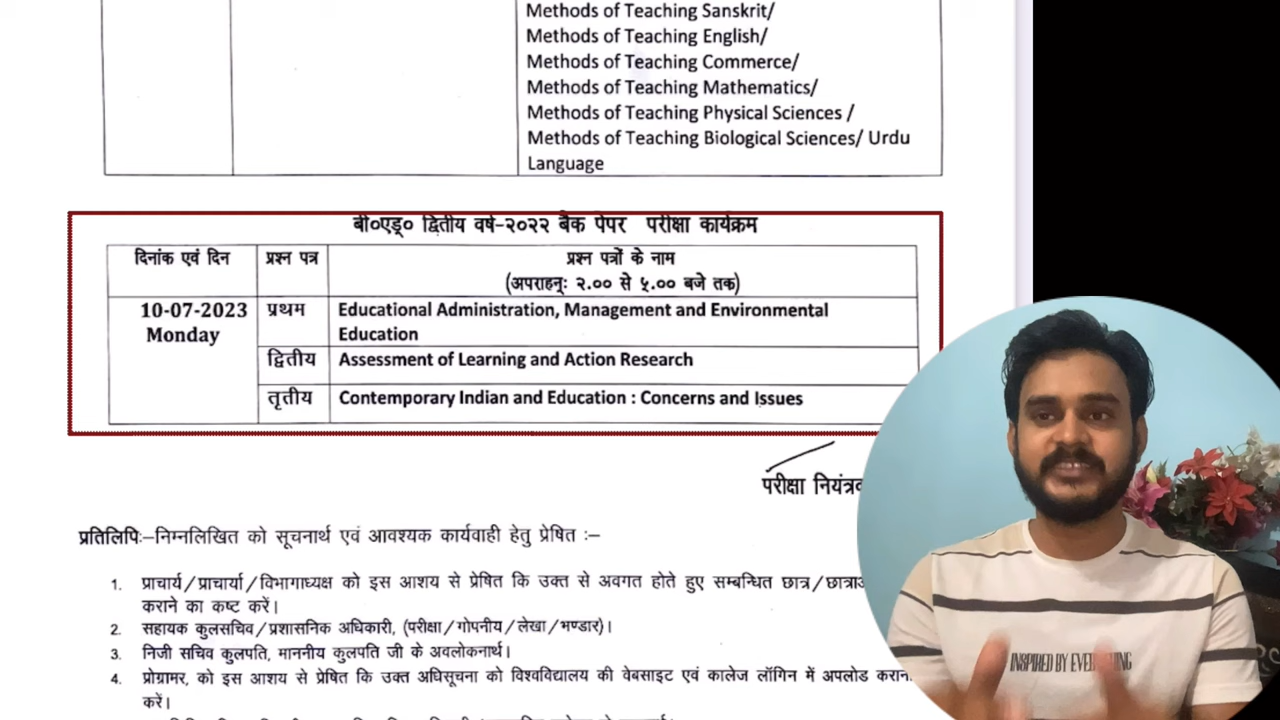 Methods of Teaching Sanskrit/
Methods of Teaching English/
Methods of Teaching Commerce/
Methods of Teaching Mathematics/
Methods of Teaching Physical Sciences /
Methods of Teaching Biological Sciences/ Urdu
Language
बी०एड्० द्वितीय वर्ष-२०२२ बैक पेपर परीक्षा कार्यक्रम
दिनांक एवं दिन प्रश्न पत्र प्रश्न पत्रों के नाम
(अपराहन्: २.०० से ५.०० बजे तक)
10-07-2023 प्रथम Educational Administration, Management and Environmental
Monday Education
द्वितीय Assessment of Learning and Action Research
तृतीय Contemporary Indian and Education : Concerns and Issues
परीक्षा
प्रतिलिपिः–निम्नलिखित को सूचनार्थ एवं आवश्यक कार्यवाही हेतु प्रेषित :–
1. प्राचार्य/प्राचार्या/विभागाध्यक्ष को इस आशय से प्रेषित कि उक्त से अवगत होते हुए सम्बन्धित छात्र/
कराने का कष्ट करें।
2. सहायक कुलसचिव/प्रशासनिक अधिकारी, (परीक्षा/गोपनीय/लेखा/भण्डार)।
3. निजी सचिव कुलपति, माननीय कुलपति जी के अवलोकनार्थ।
4. प्रोग्रामर, को इस आशय से प्रेषित कि उक्त अधिसूचना को विश्वविद्यालय की वेबसाइट एवं कालेज लॉगिन में अपलोड
करें।
INSPIRED BY